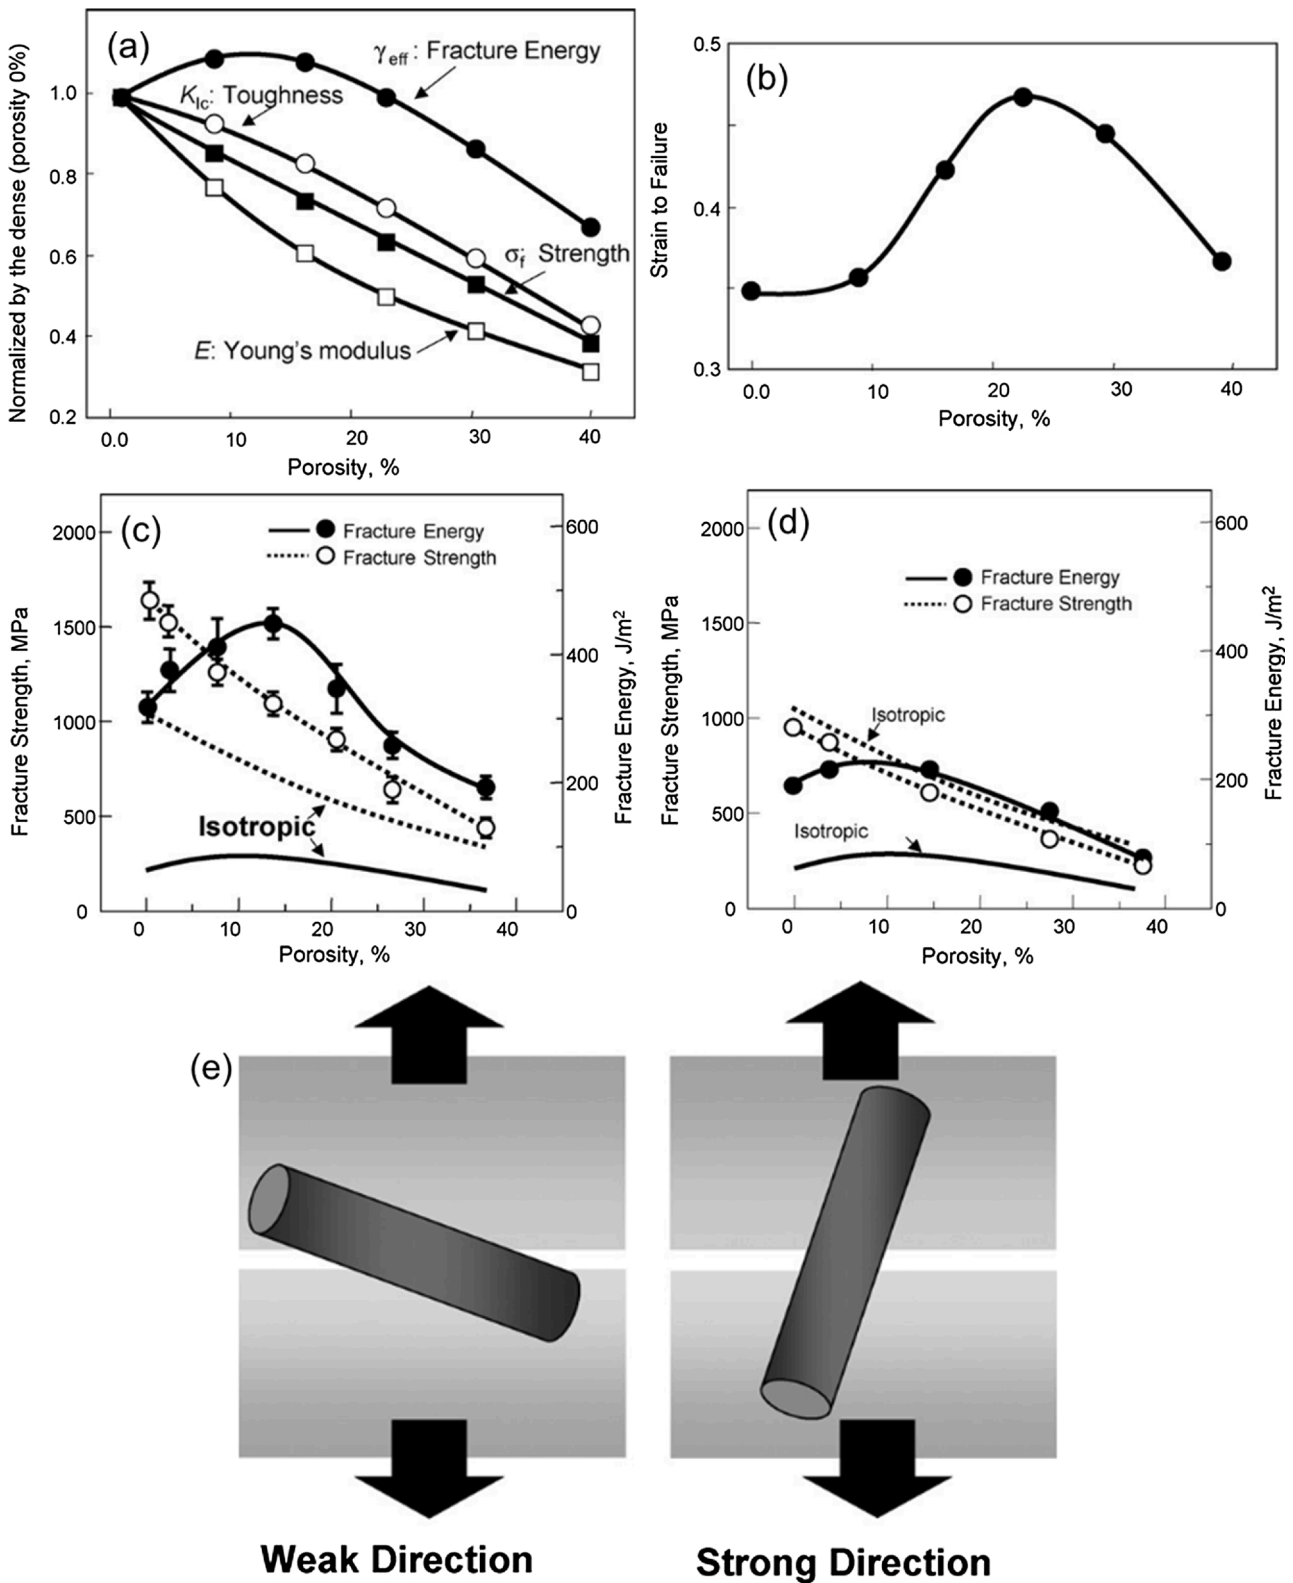 (a)
γeff : Fracture Energy
KIc: Toughness
σf: Strength
E: Young's modulus
Normalized by the dense (porosity 0%)
1.0
0.8
0.6
0.4
0.2
0.0 10 20 30 40
Porosity, %
(b)
Strain to Failure
0.5
0.4
0.3
0.0 10 20 30 40
Porosity, %
(c)
Fracture Energy
Fracture Strength
Fracture Strength, MPa
2000
1500
1000
500
0
Isotropic
600
400
200
0
Fracture Energy, J/m2
0 10 20 30 40
Porosity, %
(d)
Fracture Energy
Fracture Strength
Fracture Strength, MPa
2000
1500
1000
500
0
Isotropic
Isotropic
600
400
200
0
Fracture Energy, J/m2
0 10 20 30 40
Porosity, %
(e)
Weak Direction
Strong Direction